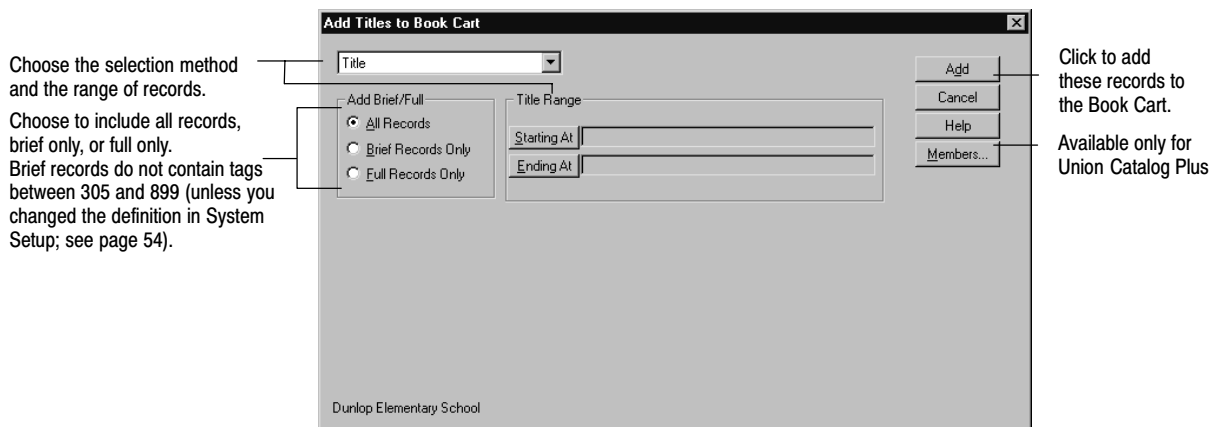 Add Titles to Book Cart
Choose the selection method
and the range of records.
Choose to include all records,
brief only, or full only.
Brief records do not contain tags
between 305 and 899 (unless you
changed the definition in System
Setup; see page 54).
Title
Add Brief/Full
All Records
Brief Records Only
Full Records Only
Title Range
Starting At
Ending At
Add
Cancel
Help
Members...
Click to add
these records to
the Book Cart.
Available only for
Union Catalog Plus
Dunlop Elementary School